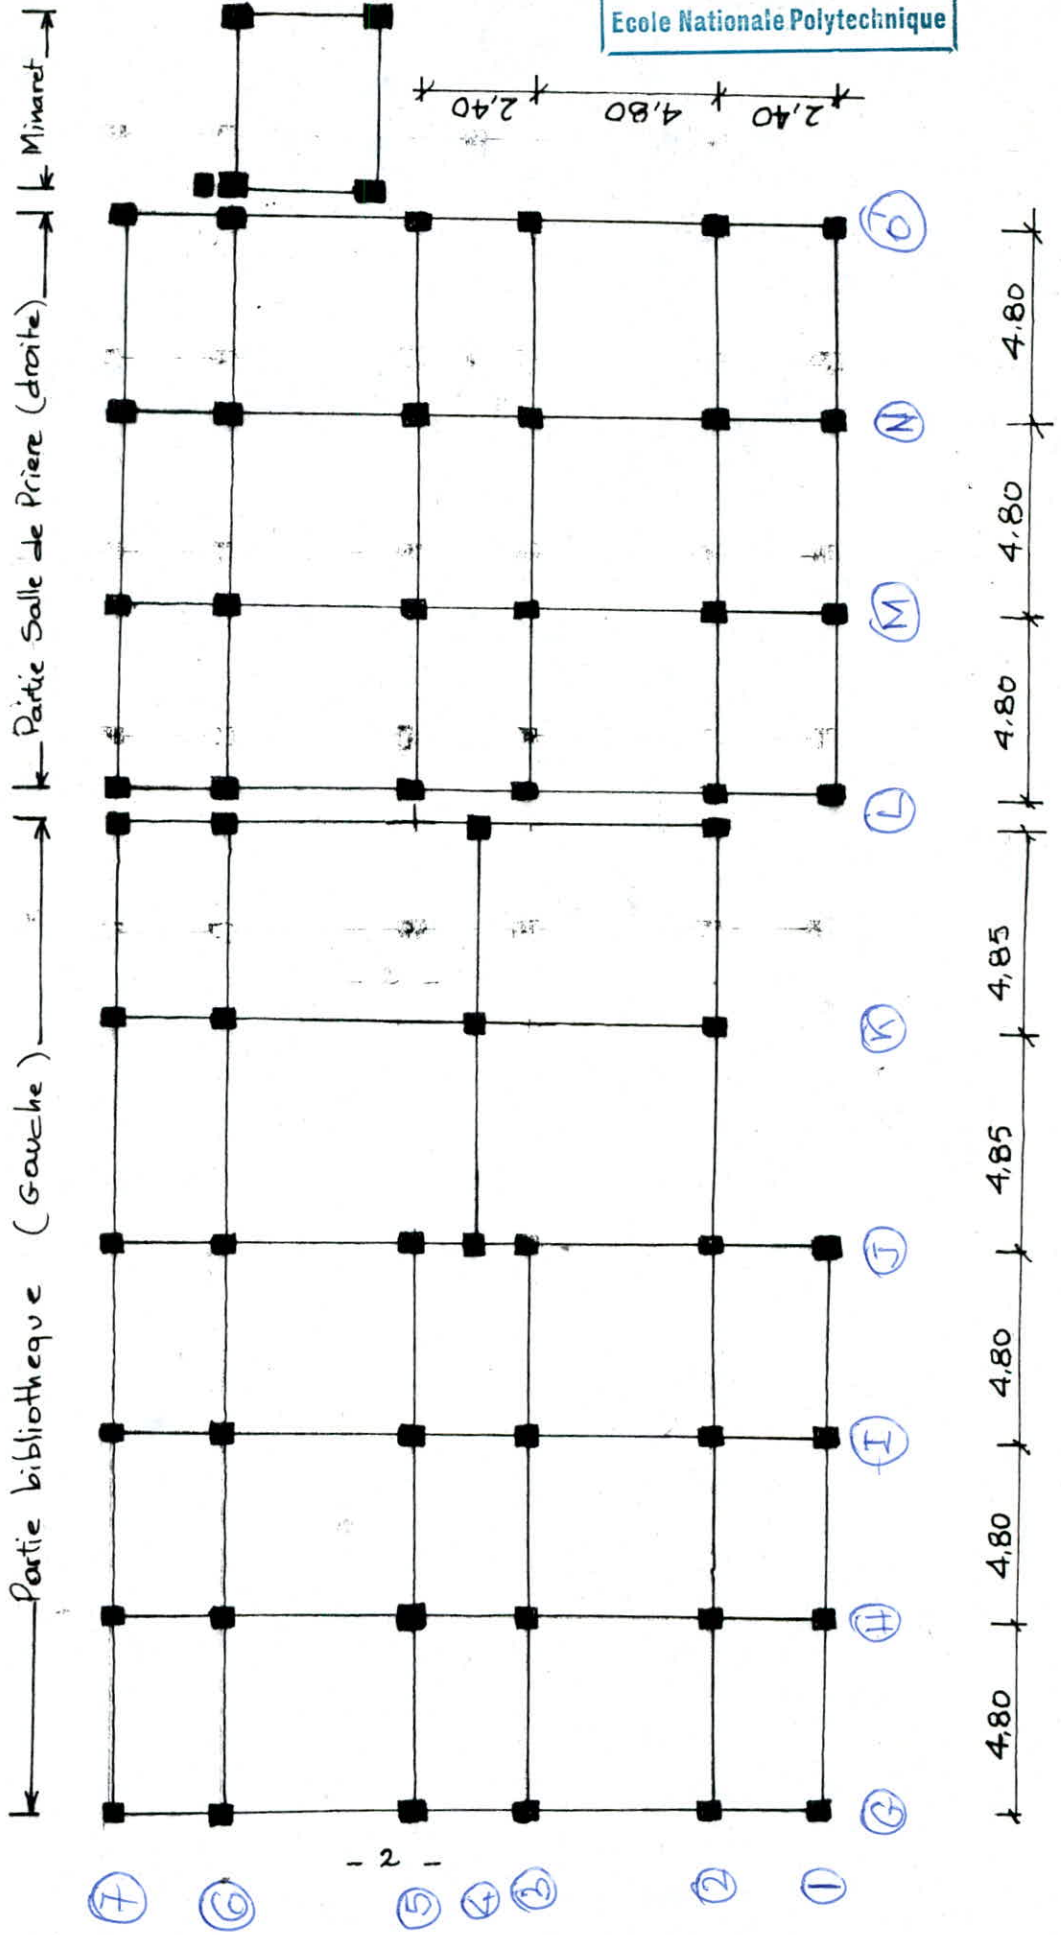 Ecole Nationale Polytechnique
Partie bibliotheque (Gauche)
Partie Salle de Priere (droite)
Minaret
2,40
4,80
2,40
7
6
5
4
3
2
1
G
H
I
J
K
L
M
N
O'
4,80
4,80
4,80
4,85
4,85
4.80
4.80
4.80
- 2 -